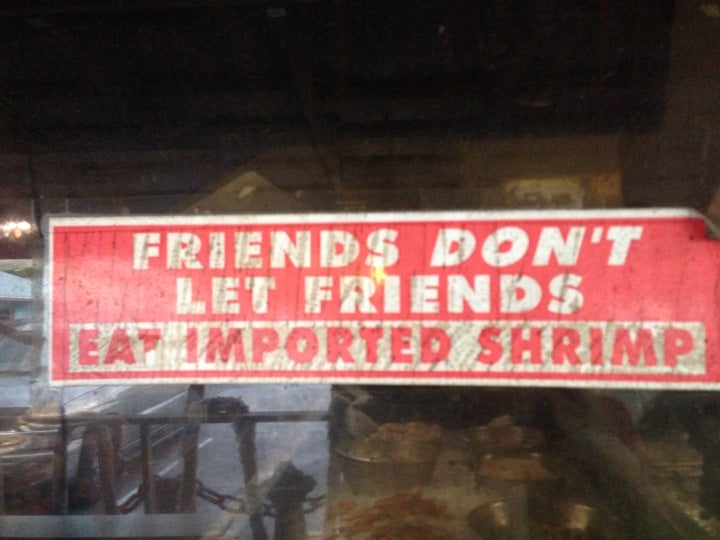 FRIENDS DON'T
LET FRIENDS
EAT IMPORTED SHRIMP